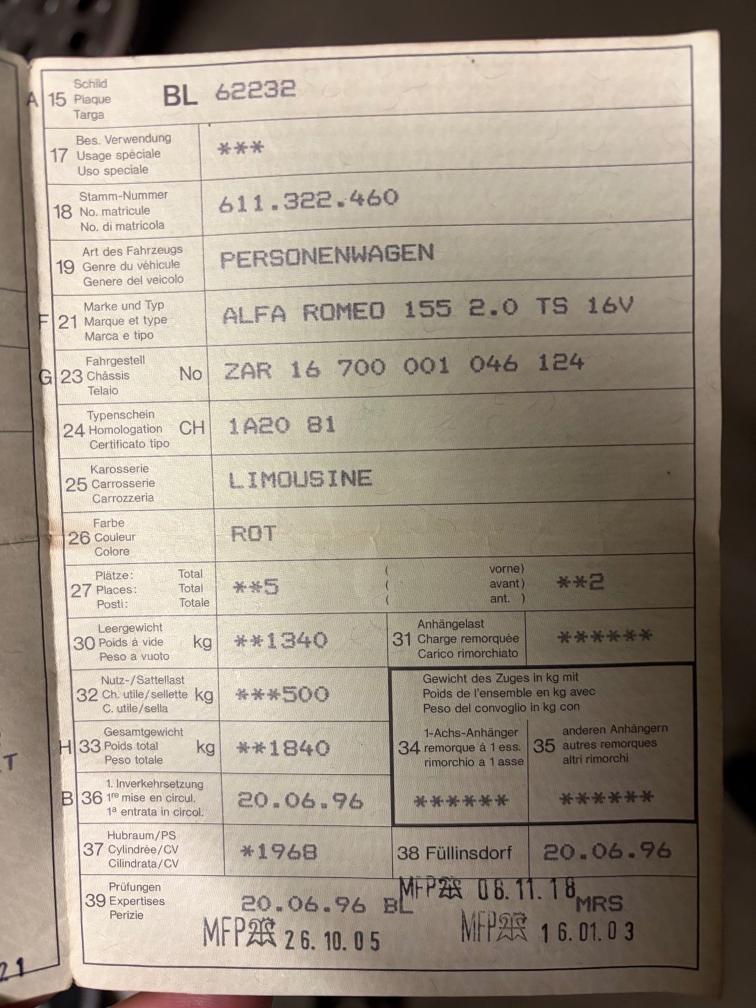 A 15 Schild
Plaque
Targa
BL 62232
17 Bes. Verwendung
Usage spéciale
Uso speciale
***
18 Stamm-Nummer
No. matricule
No. di matricola
611.322.460
19 Art des Fahrzeugs
Genre du véhicule
Genere del veicolo
PERSONENWAGEN
F 21 Marke und Typ
Marque et type
Marca e tipo
ALFA ROMEO 155 2.0 TS 16V
G 23 Fahrgestell
Châssis No
Telaio
ZAR 16 700 001 046 124
24 Typenschein
Homologation CH
Certificato tipo
1A20 81
25 Karosserie
Carrosserie
Carrozzeria
LIMOUSINE
26 Farbe
Couleur
Colore
ROT
27 Plätze: Total
Places: Total
Posti: Totale
**5
( vorne)
( avant)
( ant. )
**2
30 Leergewicht
Poids à vide kg
Peso a vuoto
**1340
31 Anhängelast
Charge remorquée
Carico rimorchiato
******
32 Nutz-/Sattellast
Ch. utile/sellette kg
C. utile/sella
***500
Gewicht des Zuges in kg mit
Poids de l'ensemble en kg avec
Peso del convoglio in kg con
H 33 Gesamtgewicht
Poids total kg
Peso totale
**1840
34 1-Achs-Anhänger
remorque à 1 ess.
rimorchio a 1 asse
******
35 anderen Anhängern
autres remorques
altri rimorchi
******
B 36 1. Inverkehrsetzung
1re mise en circul.
1a entrata in circol.
20.06.96
37 Hubraum/PS
Cylindrée/CV
Cilindrata/CV
*1968
38 Füllinsdorf
20.06.96
39 Prüfungen
Expertises
Perizie
20.06.96 BL
MFP 08.11.18 MRS
MFP 26.10.05
MFP 16.01.03
T
21